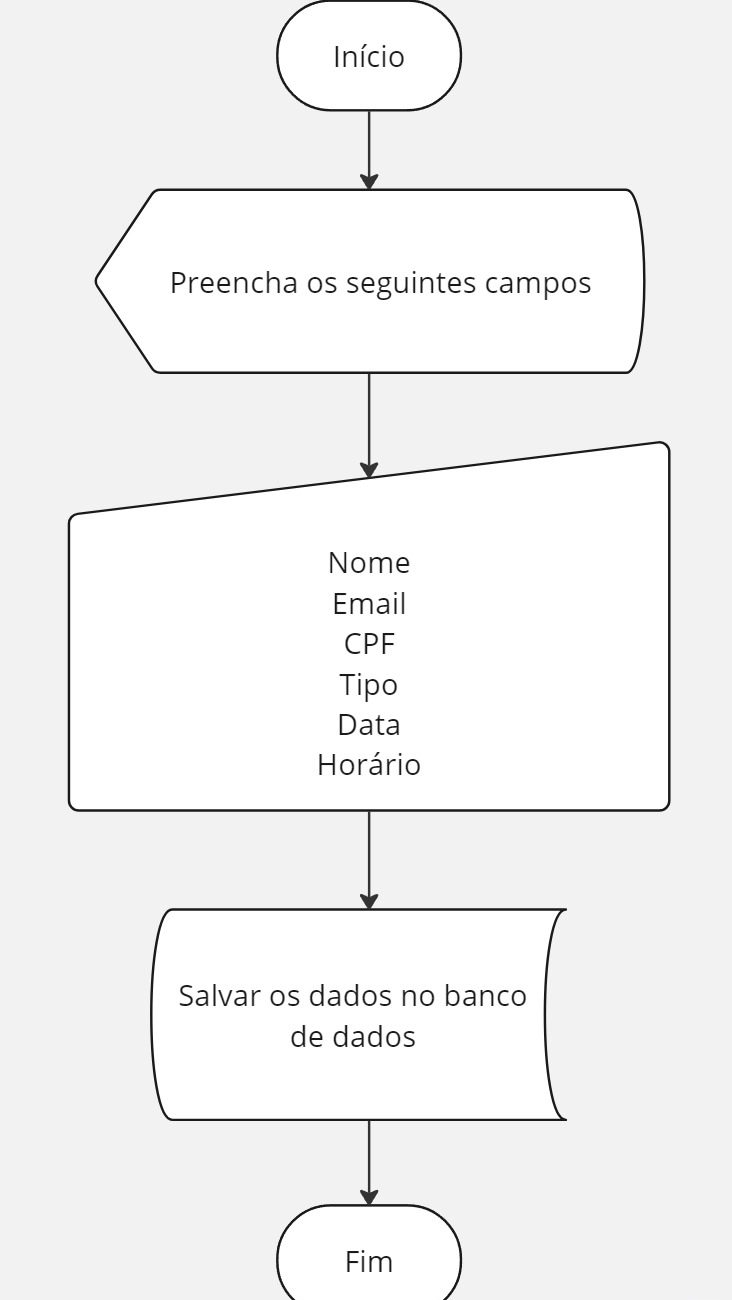 Início
Preencha os seguintes campos
Nome
Email
CPF
Tipo
Data
Horário
Salvar os dados no banco
de dados
Fim